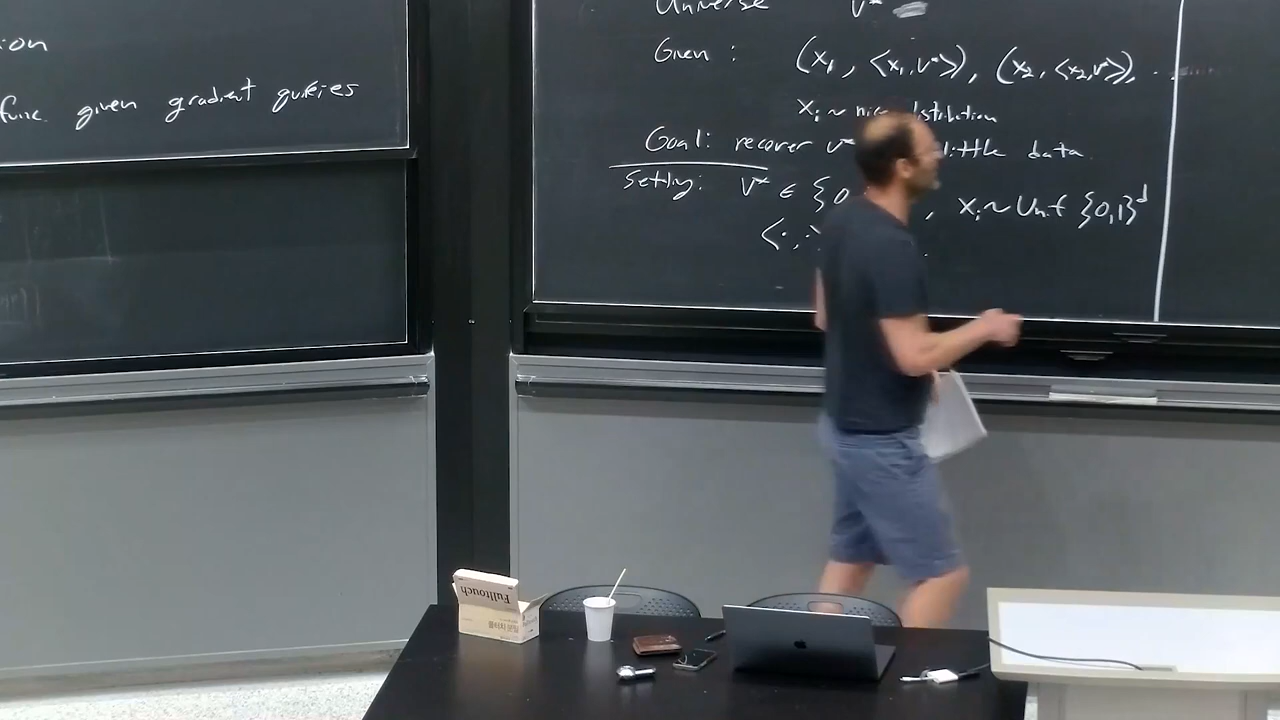 ion
func. given gradient queries
Universe v*
Given : (x₁, <x₁,v*>), (x₂, <x₂,v*>), ...
xᵢ ~ distribution
Goal: recover v* little data.
Setting: v* ∈ {0 , xᵢ ~ Unif {0,1}ᵈ
<·,·>
Fulltouch